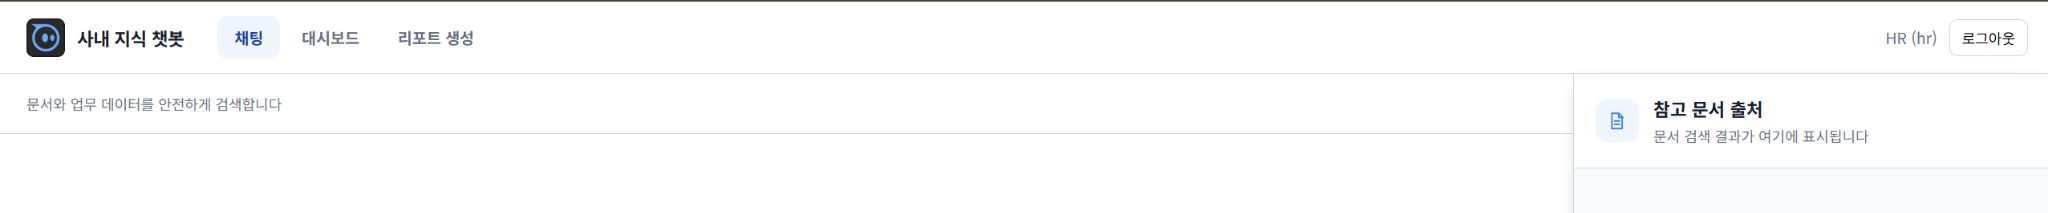 사내 지식 챗봇
채팅
대시보드
리포트 생성
HR (hr)
로그아웃
문서와 업무 데이터를 안전하게 검색합니다
참고 문서 출처
문서 검색 결과가 여기에 표시됩니다